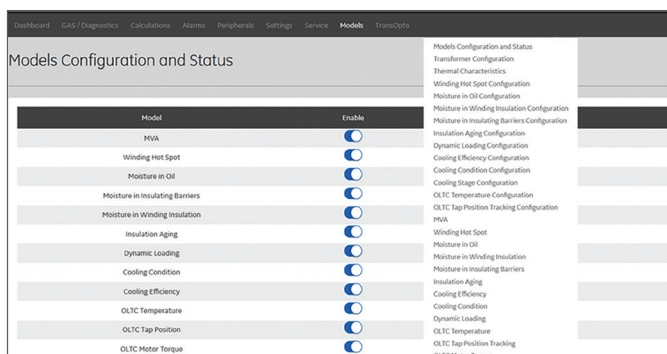 Dashboard GAS / Diagnostics Calculations Alarms Peripherals Settings Service Models TransOpto
Models Configuration and Status
Model Enable
MVA
Winding Hot Spot
Moisture in Oil
Moisture in Insulating Barriers
Moisture in Winding Insulation
Insulation Aging
Dynamic Loading
Cooling Condition
Cooling Efficiency
OLTC Temperature
OLTC Tap Position
OLTC Motor Torque
Models Configuration and Status
Transformer Configuration
Thermal Characteristics
Winding Hot Spot Configuration
Moisture in Oil Configuration
Moisture in Winding Insulation Configuration
Moisture in Insulating Barriers Configuration
Insulation Aging Configuration
Dynamic Loading Configuration
Cooling Efficiency Configuration
Cooling Condition Configuration
Cooling Stage Configuration
OLTC Temperature Configuration
OLTC Tap Position Tracking Configuration
MVA
Winding Hot Spot
Moisture in Oil
Moisture in Winding Insulation
Moisture in Insulating Barriers
Insulation Aging
Cooling Efficiency
Cooling Condition
Dynamic Loading
OLTC Temperature
OLTC Tap Position Tracking